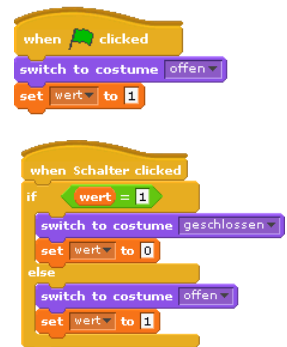 when clicked
switch to costume offen
set wert to 1
when Schalter clicked
if wert = 1
switch to costume geschlossen
set wert to 0
else
switch to costume offen
set wert to 1